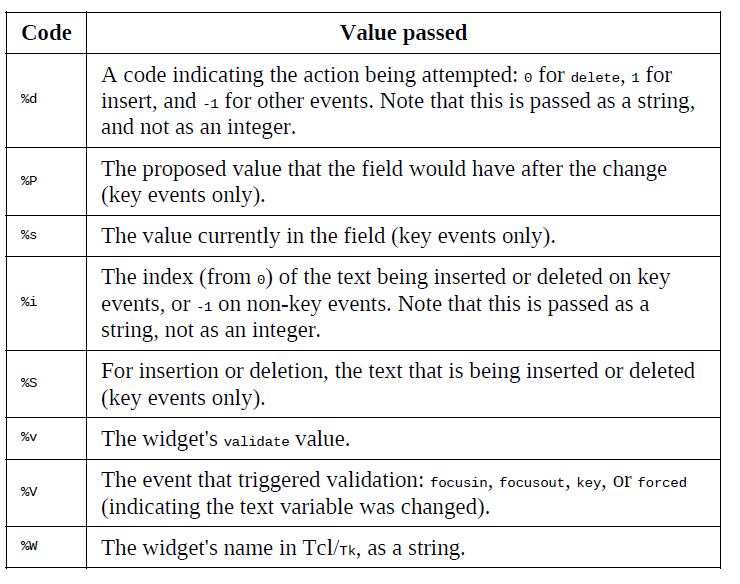 Code Value passed
%d A code indicating the action being attempted: 0 for delete, 1 for
insert, and -1 for other events. Note that this is passed as a string,
and not as an integer.
%P The proposed value that the field would have after the change
(key events only).
%s The value currently in the field (key events only).
%i The index (from 0) of the text being inserted or deleted on key
events, or -1 on non-key events. Note that this is passed as a
string, not as an integer.
%S For insertion or deletion, the text that is being inserted or deleted
(key events only).
%v The widget's validate value.
%V The event that triggered validation: focusin, focusout, key, or forced
(indicating the text variable was changed).
%W The widget's name in Tcl/Tk, as a string.